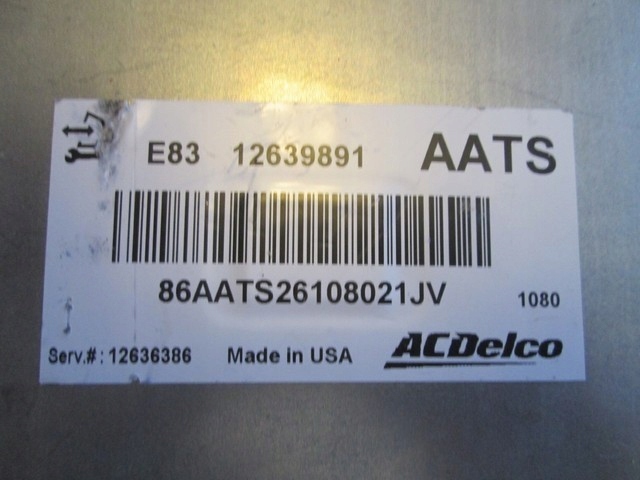 E83 12639891 AATS
86AATS26108021JV 1080
Serv.#: 12636386 Made in USA ACDelco